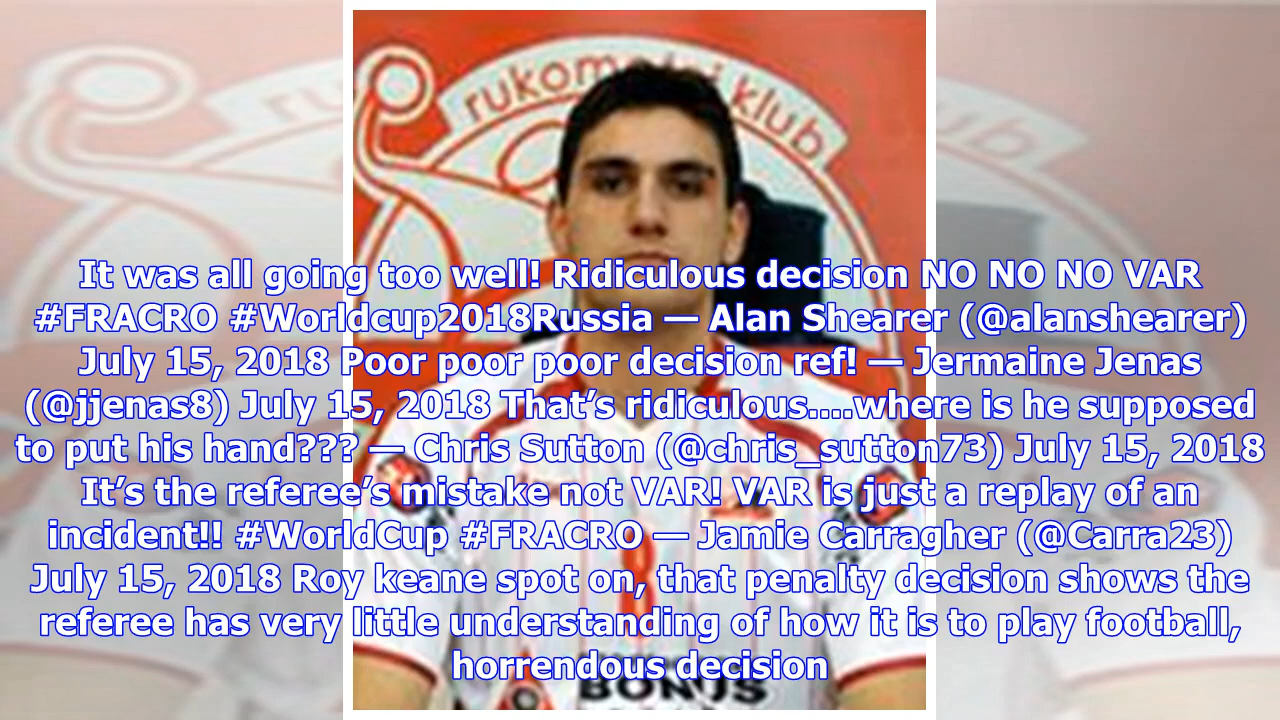 rukometni klub
It was all going too well! Ridiculous decision NO NO NO VAR
#FRACRO #Worldcup2018Russia — Alan Shearer (@alanshearer)
July 15, 2018 Poor poor poor decision ref! — Jermaine Jenas
(@jjenas8) July 15, 2018 That’s ridiculous....where is he supposed
to put his hand??? — Chris Sutton (@chris_sutton73) July 15, 2018
It’s the referee’s mistake not VAR! VAR is just a replay of an
incident!! #WorldCup #FRACRO — Jamie Carragher (@Carra23)
July 15, 2018 Roy keane spot on, that penalty decision shows the
referee has very little understanding of how it is to play football,
horrendous decision
BONUS